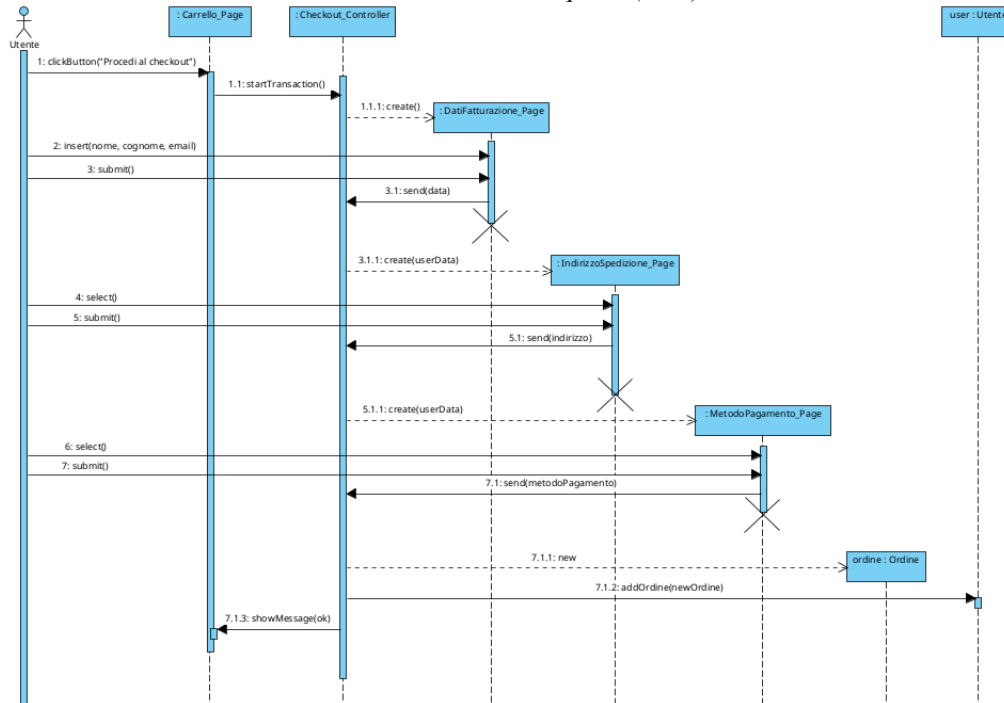 : Carrello_Page
: Checkout_Controller
user : Utente
Utente
1: clickButton("Procedi al checkout")
1.1: startTransaction()
1.1.1: create()
: DatiFatturazione_Page
2: insert(nome, cognome, email)
3: submit()
3.1: send(data)
3.1.1: create(userData)
: IndirizzoSpedizione_Page
4: select()
5: submit()
5.1: send(indirizzo)
5.1.1: create(userData)
: MetodoPagamento_Page
6: select()
7: submit()
7.1: send(metodoPagamento)
7.1.1: new
ordine : Ordine
7.1.2: addOrdine(newOrdine)
7.1.3: showMessage(ok)